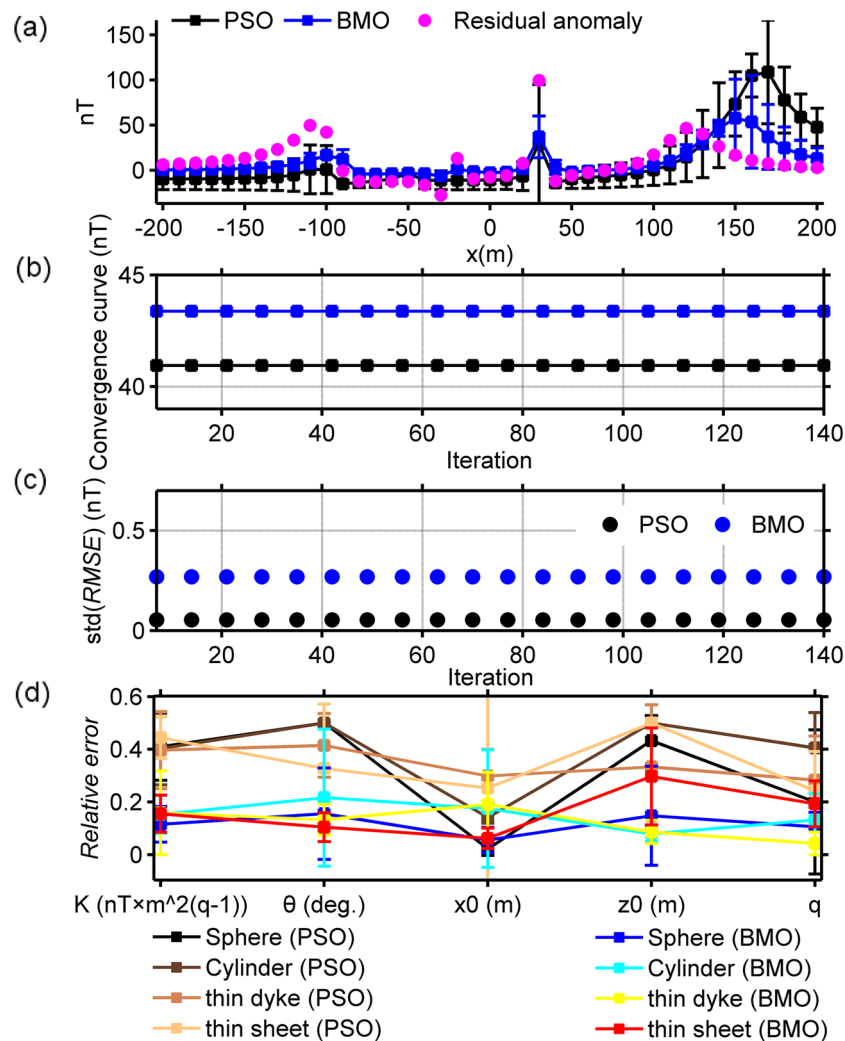 (a)
PSO BMO Residual anomaly
150
100
50
0
nT
-200 -150 -100 -50 0 50 100 150 200
x(m)
(b)
Convergence curve (nT)
45
40
20 40 60 80 100 120 140
Iteration
(c)
std(RMSE) (nT)
0.5
0
PSO BMO
20 40 60 80 100 120 140
Iteration
(d)
Relative error
0.6
0.4
0.2
0
K (nT×m^2(q-1)) θ (deg.) x0 (m) z0 (m) q
Sphere (PSO) Sphere (BMO)
Cylinder (PSO) Cylinder (BMO)
thin dyke (PSO) thin dyke (BMO)
thin sheet (PSO) thin sheet (BMO)